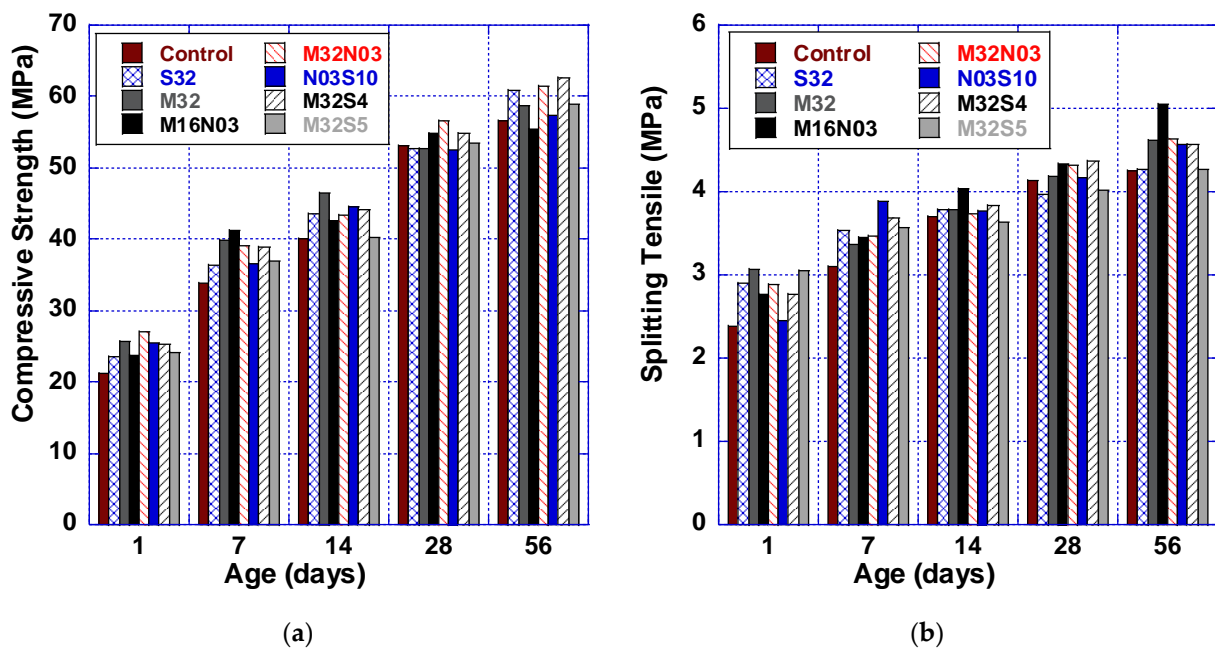 70
60
50
40
30
20
10
0
Compressive Strength (MPa)
Control M32N03
S32 N03S10
M32 M32S4
M16N03 M32S5
1 7 14 28 56
Age (days)
(a)
6
5
4
3
2
1
0
Splitting Tensile (MPa)
Control M32N03
S32 N03S10
M32 M32S4
M16N03 M32S5
1 7 14 28 56
Age (days)
(b)